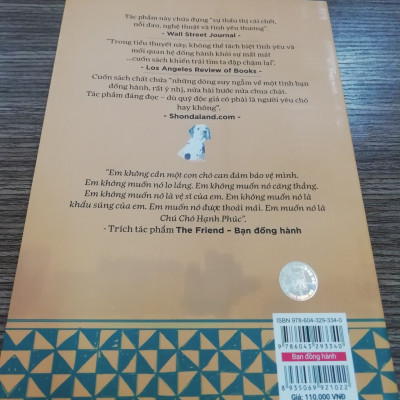 Tác phẩm này chứa đựng "sự thấu thị cái chết,
nỗi đau, nghệ thuật và tình yêu thương"
- Wall Street Journal -
"Trong tiểu thuyết này, không thể tách biệt tình yêu và
mối quan hệ đồng hành khỏi sự mất mát
...cuốn sách khiến trái tim ta đập chậm lại".
- Los Angeles Review of Books -
Cuốn sách chất chứa "những dòng suy ngẫm về một tình bạn
đồng hành, rất ý nhị, nửa hài hước nửa chua chát.
Tác phẩm đáng đọc – dù quý độc giả có phải là người yêu chó
hay không".
- Shondaland.com -
"Em không cần một con chó can đảm bảo vệ mình.
Em không muốn nó lo lắng. Em không muốn nó căng thẳng.
Em không muốn nó là vệ sĩ của em. Em không muốn nó là
khẩu súng của em. Em muốn nó được thoải mái. Em muốn nó là
Chú Chó Hạnh Phúc".
- Trích tác phẩm The Friend – Bạn đồng hành
ISBN 978-604-329-334-0
9786043293340
Bạn đồng hành
8935069921022
Giá: 110.000 VNĐ